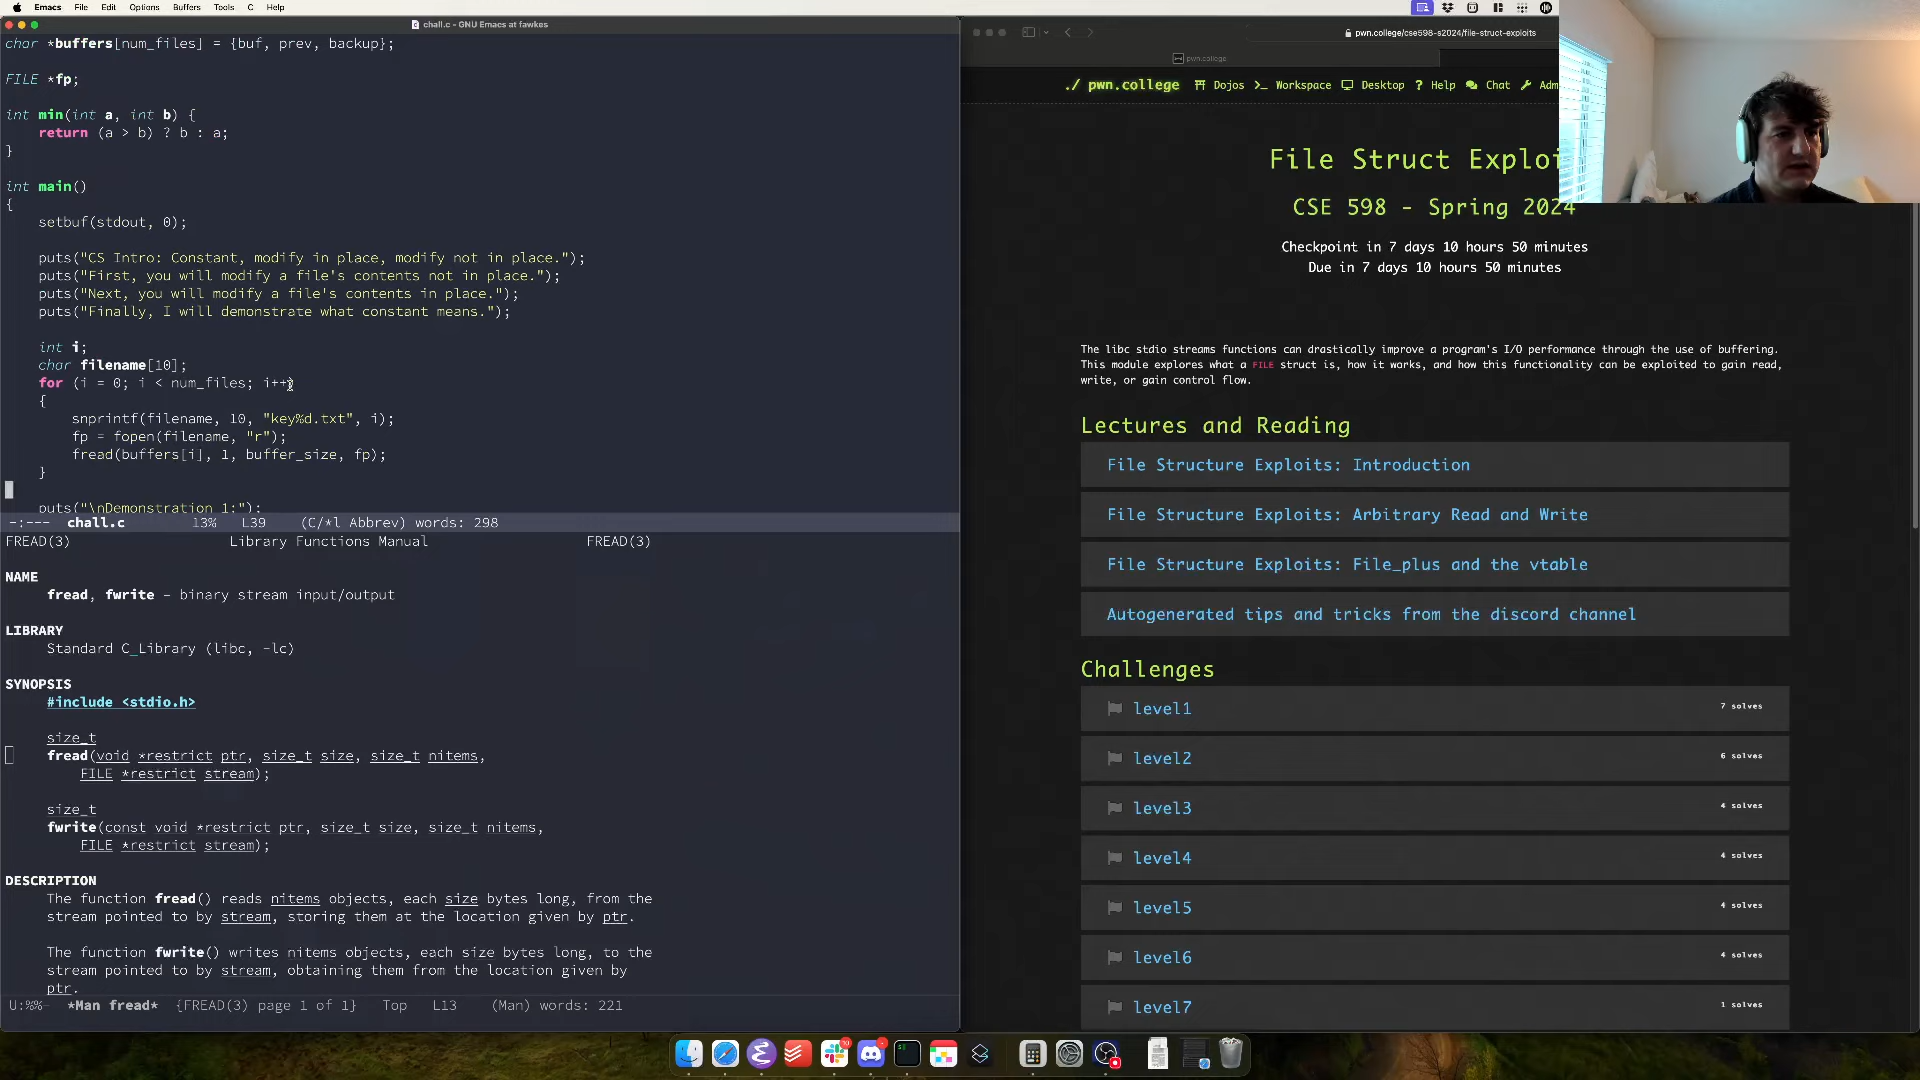 Emacs File Edit Options Buffers Tools C Help
chall.c - GNU Emacs at fawkes
char *buffers[num_files] = {buf, prev, backup};
FILE *fp;
int min(int a, int b) {
return (a > b) ? b : a;
}
int main()
{
setbuf(stdout, 0);
puts("CS Intro: Constant, modify in place, modify not in place.");
puts("First, you will modify a file's contents not in place.");
puts("Next, you will modify a file's contents in place.");
puts("Finally, I will demonstrate what constant means.");
int i;
char filename[10];
for (i = 0; i < num_files; i++)
{
snprintf(filename, 10, "key%d.txt", i);
fp = fopen(filename, "r");
fread(buffers[i], 1, buffer_size, fp);
}
puts("\nDemonstration 1:");
-:--- chall.c 13% L39 (C/*l Abbrev) words: 298
FREAD(3) Library Functions Manual FREAD(3)
NAME
fread, fwrite – binary stream input/output
LIBRARY
Standard C Library (libc, -lc)
SYNOPSIS
#include <stdio.h>
size_t
fread(void *restrict ptr, size_t size, size_t nitems,
FILE *restrict stream);
size_t
fwrite(const void *restrict ptr, size_t size, size_t nitems,
FILE *restrict stream);
DESCRIPTION
The function fread() reads nitems objects, each size bytes long, from the
stream pointed to by stream, storing them at the location given by ptr.
The function fwrite() writes nitems objects, each size bytes long, to the
stream pointed to by stream, obtaining them from the location given by
ptr.
U:%%- *Man fread* {FREAD(3) page 1 of 1} Top L13 (Man) words: 221
pwn.college/cse598-s2024/file-struct-exploits
pwn.college
./ pwn.college Dojos Workspace Desktop ? Help Chat Adm
File Struct Exploi
CSE 598 - Spring 2024
Checkpoint in 7 days 10 hours 50 minutes
Due in 7 days 10 hours 50 minutes
The libc stdio streams functions can drastically improve a program's I/O performance through the use of buffering.
This module explores what a FILE struct is, how it works, and how this functionality can be exploited to gain read,
write, or gain control flow.
Lectures and Reading
File Structure Exploits: Introduction
File Structure Exploits: Arbitrary Read and Write
File Structure Exploits: File_plus and the vtable
Autogenerated tips and tricks from the discord channel
Challenges
level1 7 solves
level2 6 solves
level3 4 solves
level4 4 solves
level5 4 solves
level6 4 solves
level7 1 solves